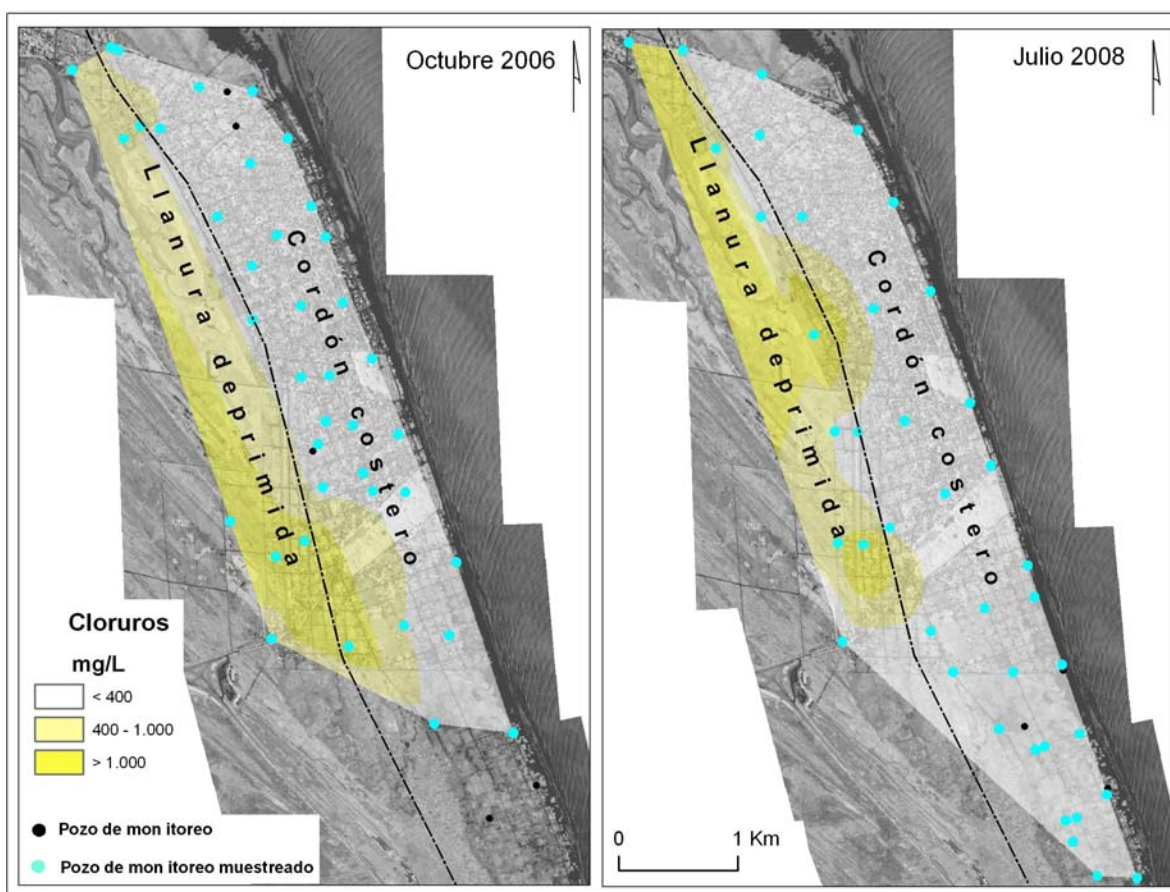 Octubre 2006
Llanura deprimida
Cordón costero
Cloruros
mg/L
< 400
400 - 1.000
> 1.000
Pozo de mon itoreo
Pozo de mon itoreo muestreado
Julio 2008
Llanura deprimida
Cordón costero
0 1 Km